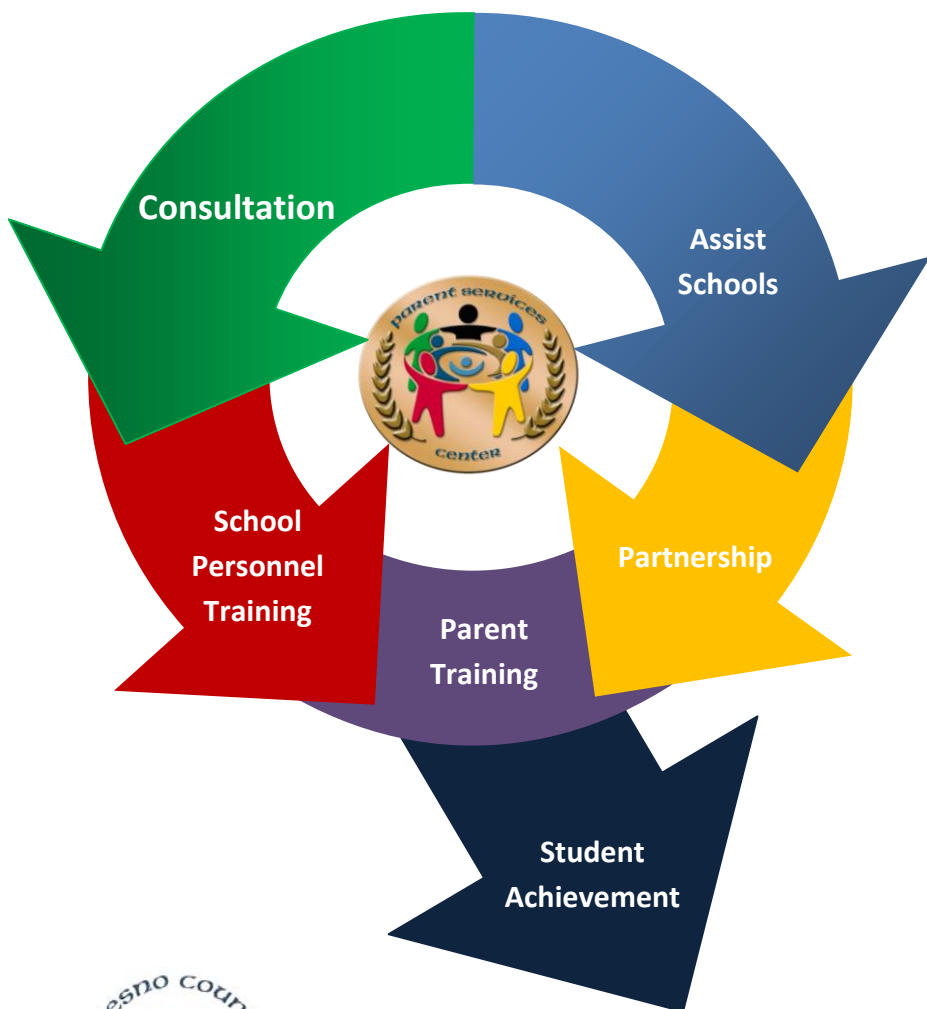 Consultation
Assist
Schools
PARENT SERVICES
CENTER
School
Personnel
Training
Partnership
Parent
Training
Student
Achievement